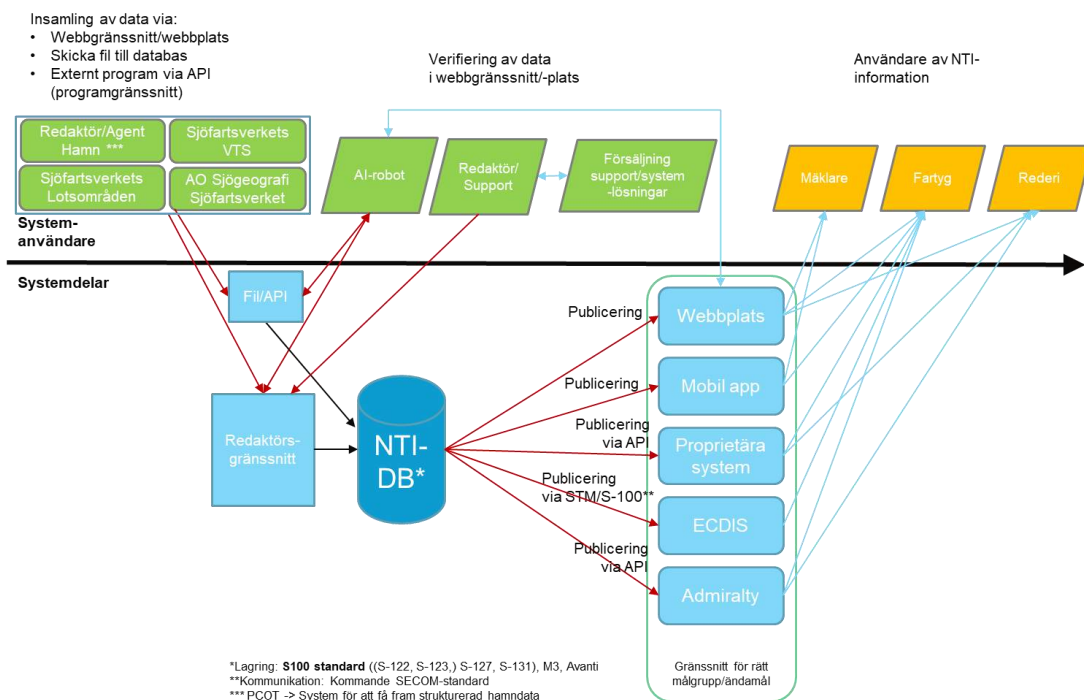 Insamling av data via:
• Webbgränssnitt/webbplats
• Skicka fil till databas
• Externt program via API
(programgränssnitt)
Verifiering av data
i webbgränssnitt/-plats
Användare av NTI-
information
Redaktör/Agent
Hamn ***
Sjöfartsverkets
VTS
Sjöfartsverkets
Lotsområden
AO Sjögeografi
Sjöfartsverket
AI-robot
Redaktör/
Support
Försäljning
support/system
-lösningar
Mäklare
Fartyg
Rederi
System-
användare
Systemdelar
Fil/API
Redaktörs-
gränssnitt
NTI-
DB*
Publicering
Publicering
Publicering
via API
Publicering
via STM/S-100**
Publicering
via API
Webbplats
Mobil app
Proprietära
system
ECDIS
Admiralty
*Lagring: S100 standard ((S-122, S-123,) S-127, S-131), M3, Avanti
**Kommunikation: Kommande SECOM-standard
*** PCOT -> System för att få fram strukturerad hamndata
Gränssnitt för rätt
målgrupp/ändamål